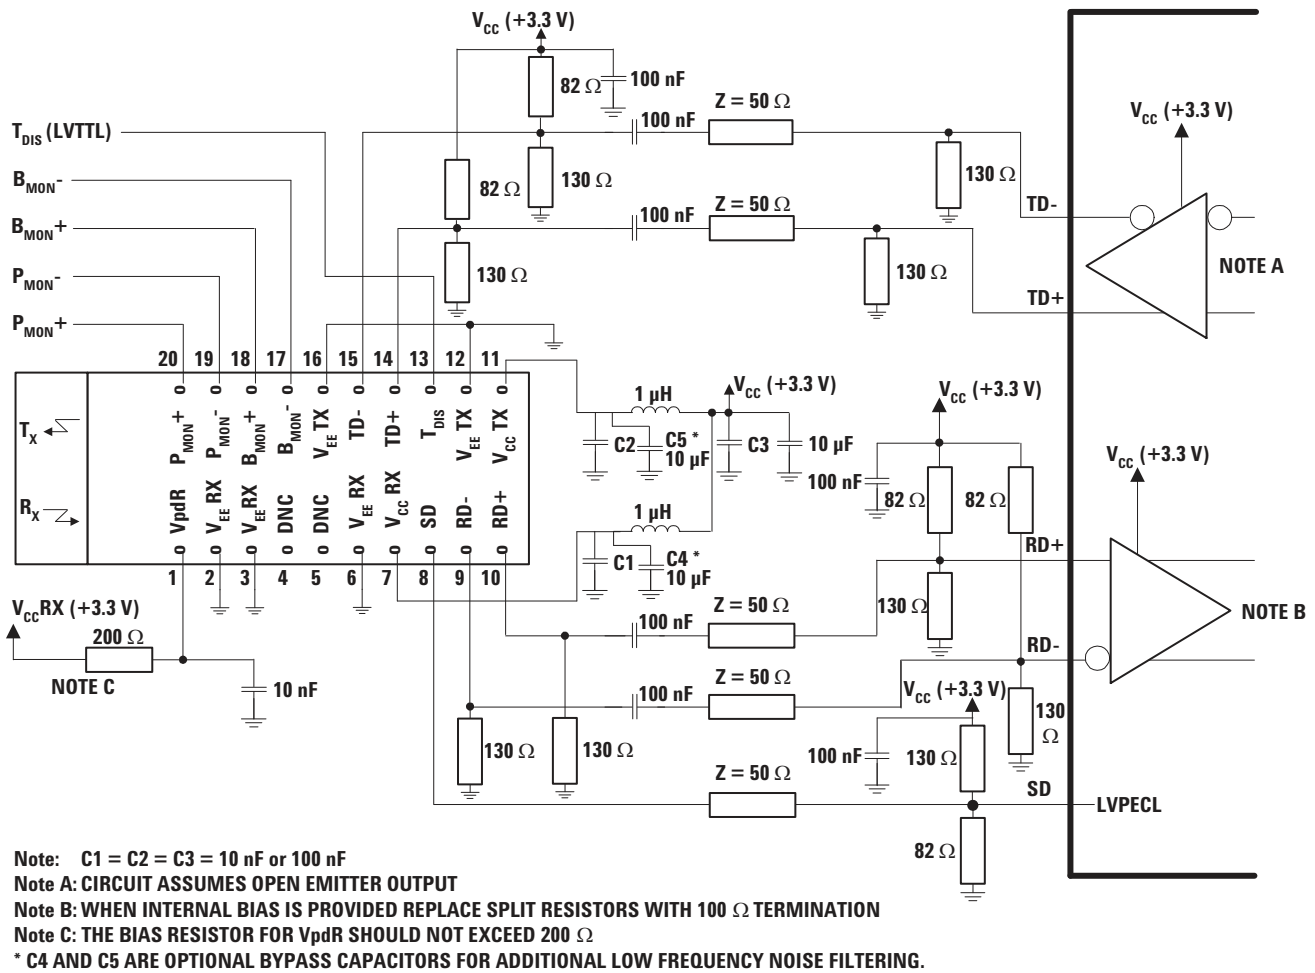 VCC (+3.3 V)
82 Ω
100 nF
Z = 50 Ω
100 nF
VCC (+3.3 V)
TDIS (LVTTL)
130 Ω
130 Ω
BMON-
82 Ω
Z = 50 Ω
100 nF
TD-
BMON+
PMON-
130 Ω
130 Ω
NOTE A
TD+
PMON+
20 19 18 17 16 15 14 13 12 11
TX
PMON+
PMON-
BMON+
BMON-
VEE TX
TD-
TD+
TDIS
VEE TX
VCC TX
RX
VpdR
VEE RX
VEE RX
DNC
DNC
VEE RX
VCC RX
SD
RD-
RD+
1 2 3 4 5 6 7 8 9 10
1 µH
VCC (+3.3 V)
C2
C5 *
10 µF
C3
10 µF
VCC (+3.3 V)
VCC (+3.3 V)
100 nF
82 Ω
82 Ω
1 µH
C1
C4 *
10 µF
RD+
VCCRX (+3.3 V)
200 Ω
NOTE C
10 nF
Z = 50 Ω
100 nF
130 Ω
NOTE B
RD-
Z = 50 Ω
100 nF
VCC (+3.3 V)
130
Ω
130 Ω
130 Ω
100 nF
130 Ω
Z = 50 Ω
SD
LVPECL
82 Ω
Note: C1 = C2 = C3 = 10 nF or 100 nF
Note A: CIRCUIT ASSUMES OPEN EMITTER OUTPUT
Note B: WHEN INTERNAL BIAS IS PROVIDED REPLACE SPLIT RESISTORS WITH 100 Ω TERMINATION
Note C: THE BIAS RESISTOR FOR VpdR SHOULD NOT EXCEED 200 Ω
* C4 AND C5 ARE OPTIONAL BYPASS CAPACITORS FOR ADDITIONAL LOW FREQUENCY NOISE FILTERING.